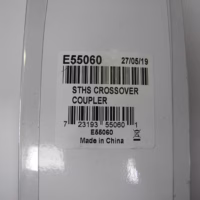 E55060 27/05/19
STHS CROSSOVER
COUPLER
7 23193 55060 1
E55060
Made in China